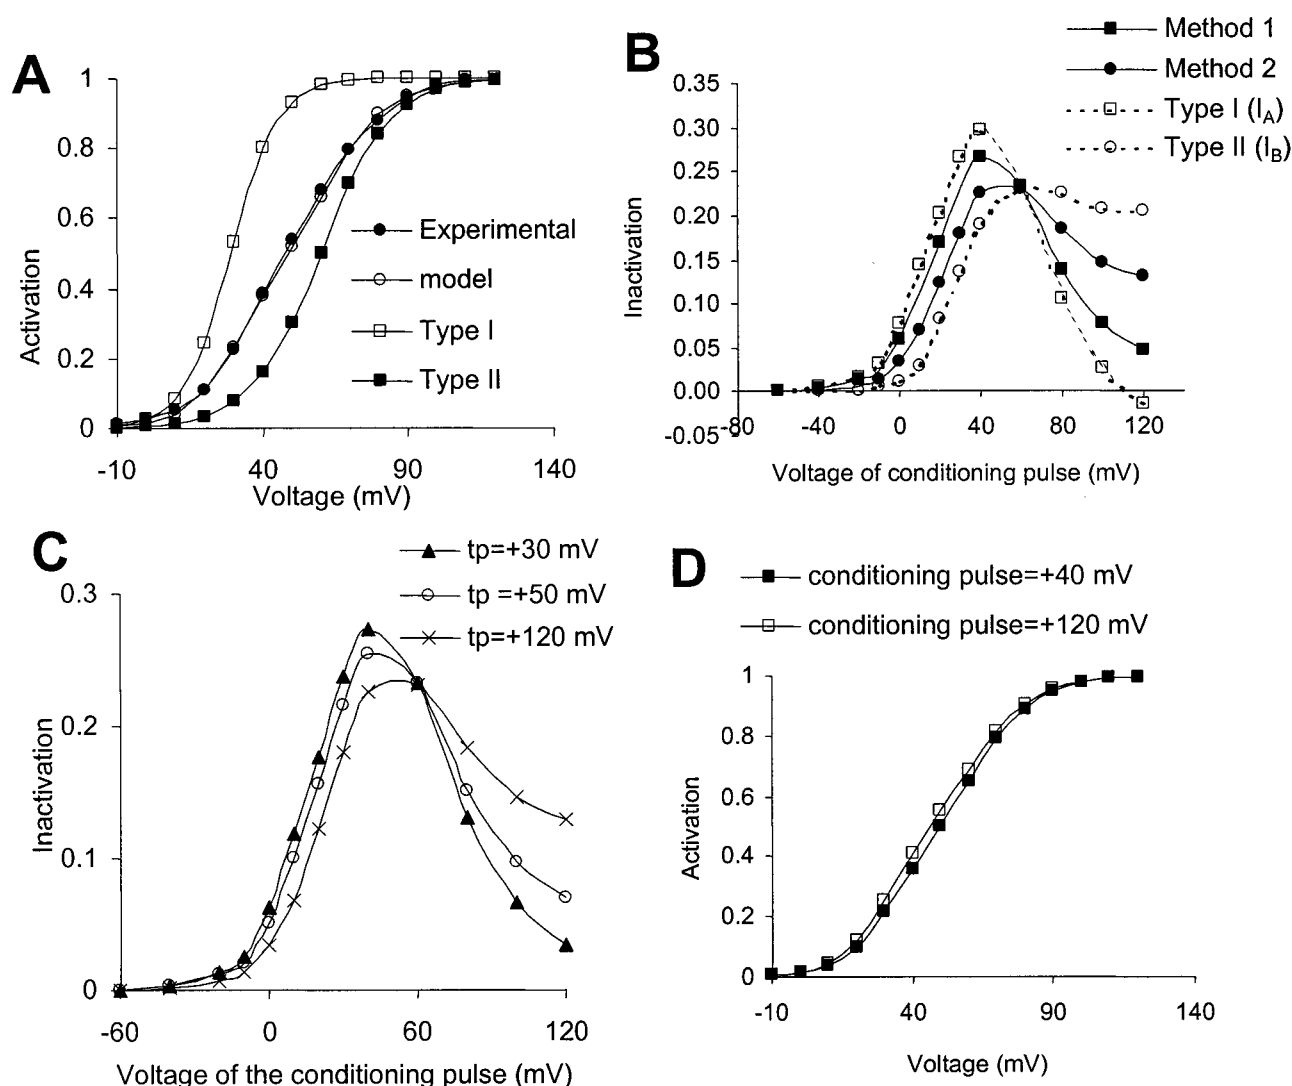 A
1
0.8
0.6
0.4
0.2
0
-10
40
90
140
Activation
Voltage (mV)
Experimental
model
Type I
Type II
B
Method 1
Method 2
Type I (I_A)
Type II (I_B)
0.35
0.30
0.25
0.20
0.15
0.10
0.05
0.00
-0.05
-80
-40
0
40
80
120
Inactivation
Voltage of conditioning pulse (mV)
C
tp=+30 mV
tp =+50 mV
tp=+120 mV
0.3
0.2
0.1
0
-60
0
60
120
Inactivation
Voltage of the conditioning pulse (mV)
D
conditioning pulse=+40 mV
conditioning pulse=+120 mV
1
0.8
0.6
0.4
0.2
0
-10
40
90
140
Activation
Voltage (mV)